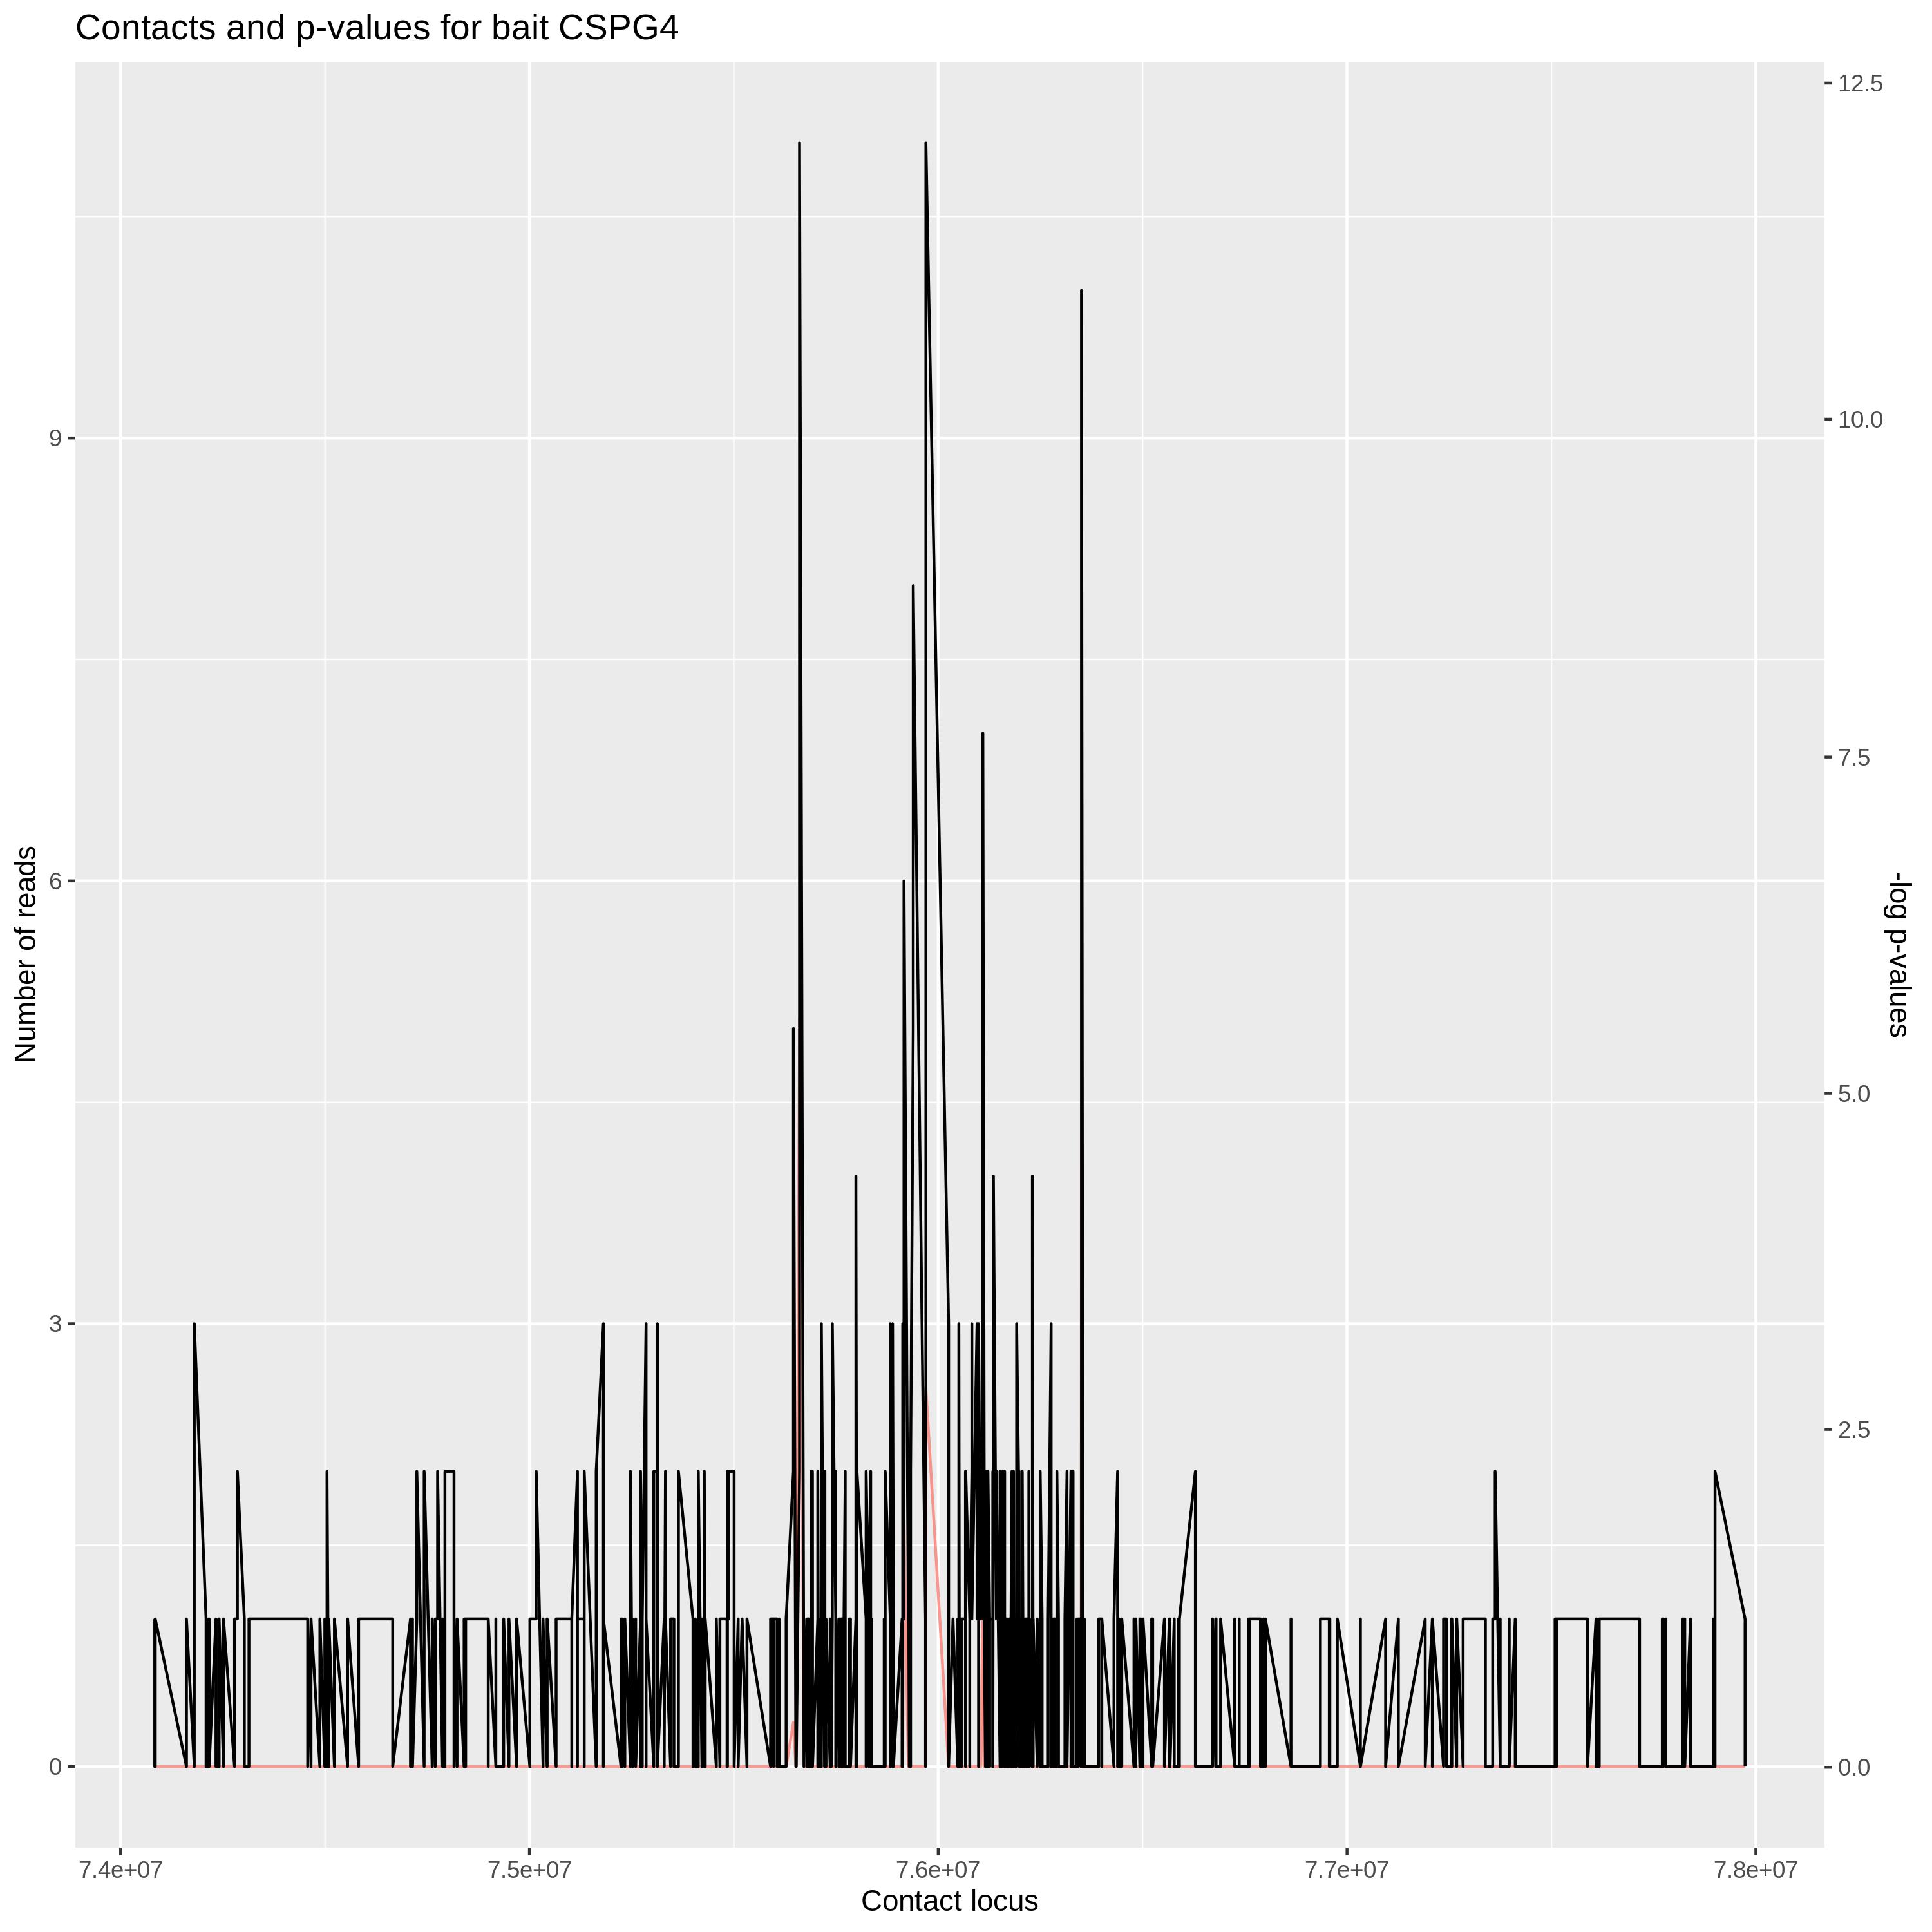 Contacts and p-values for bait CSPG4
Number of reads
9
6
3
0
12.5
10.0
7.5
5.0
2.5
0.0
-log p-values
7.4e+07 7.5e+07 7.6e+07 7.7e+07 7.8e+07
Contact locus